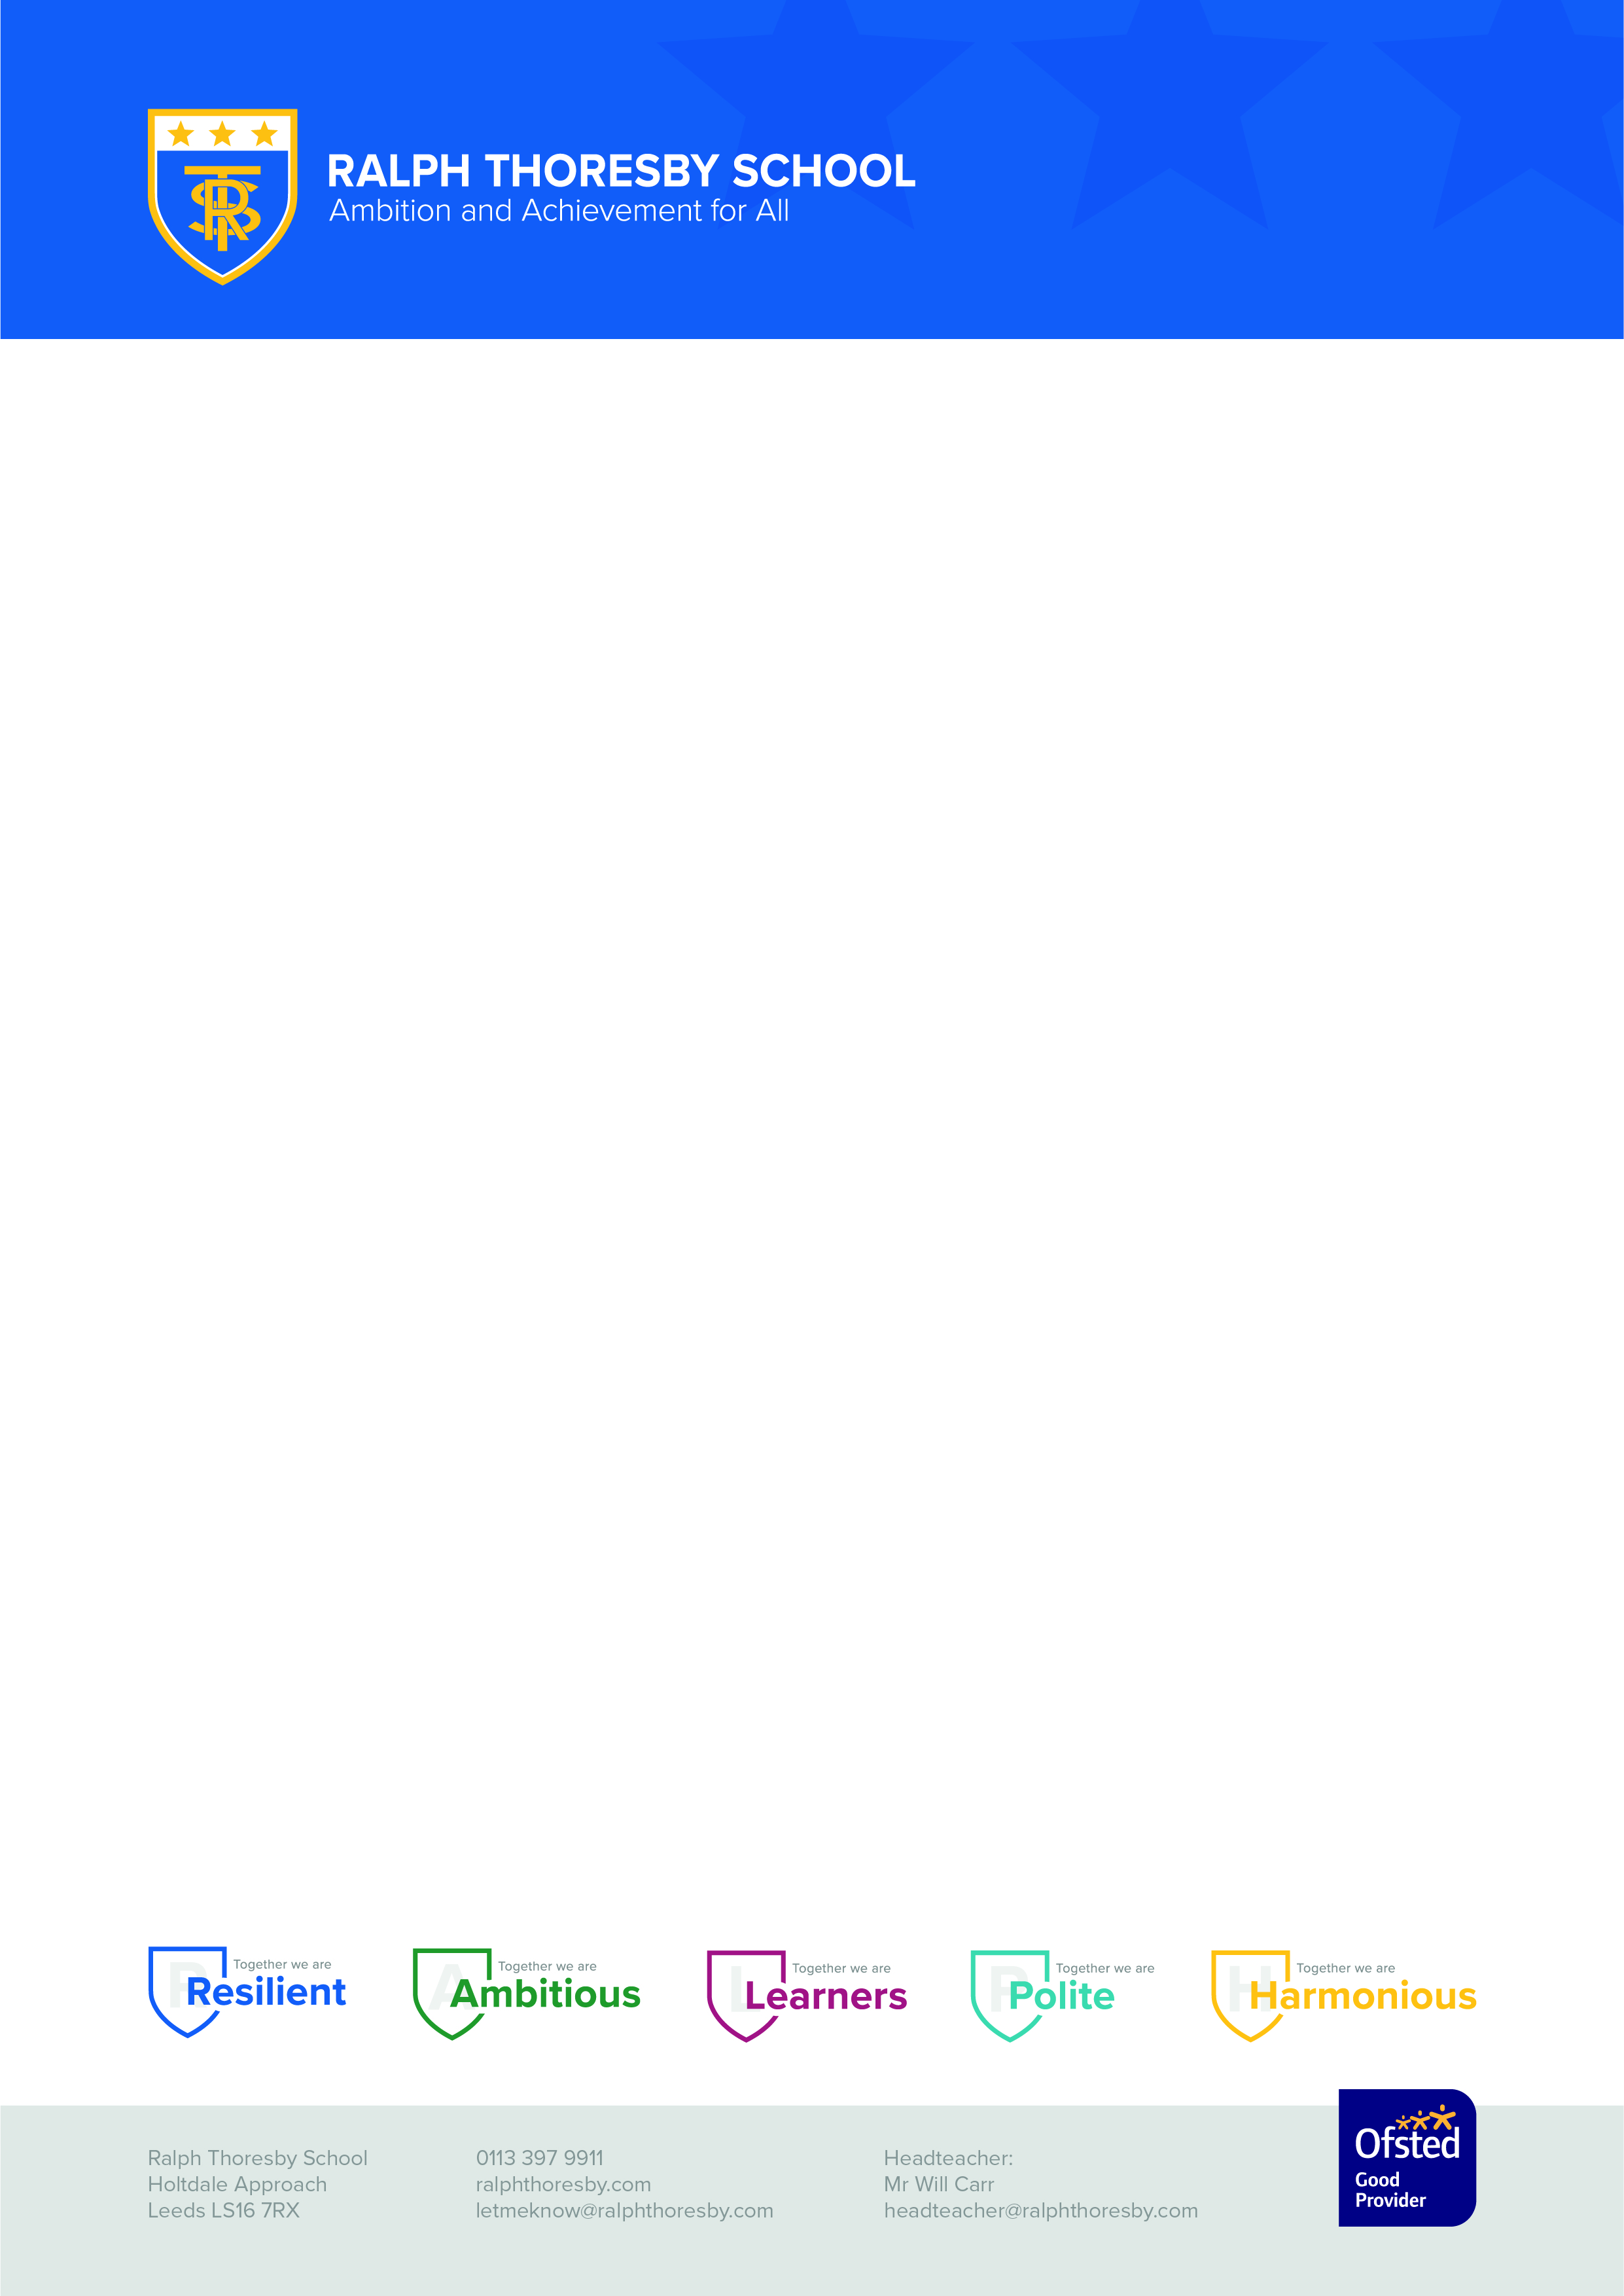 RALPH THORESBY SCHOOL
Ambition and Achievement for All
Together we are
Resilient
Together we are
Ambitious
Together we are
Learners
Together we are
Polite
Together we are
Harmonious
Ralph Thoresby School
Holtdale Approach
Leeds LS16 7RX
0113 397 9911
ralphthoresby.com
letmeknow@ralphthoresby.com
Headteacher:
Mr Will Carr
headteacher@ralphthoresby.com
Ofsted
Good
Provider